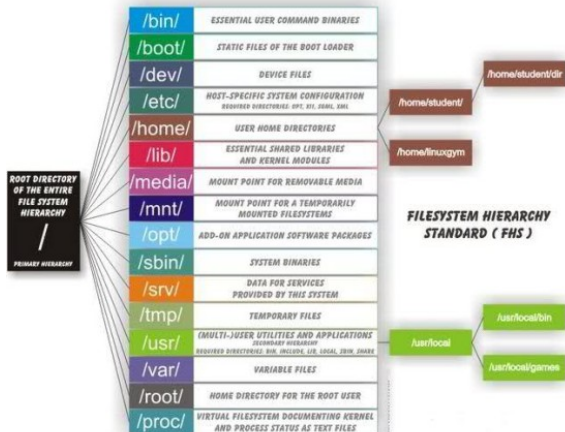 ROOT DIRECTORY
OF THE ENTIRE
FILE SYSTEM
HIERARCHY
/
PRIMARY HIERARCHY
/bin/
ESSENTIAL USER COMMAND BINARIES
/boot/
STATIC FILES OF THE BOOT LOADER
/dev/
DEVICE FILES
/etc/
HOST-SPECIFIC SYSTEM CONFIGURATION
REQUIRED DIRECTORIES: OPT, X11, SGML, XML
/home/
USER HOME DIRECTORIES
/home/student/
/home/student/dir
/home/linuxgym
/lib/
ESSENTIAL SHARED LIBRARIES
AND KERNEL MODULES
/media/
MOUNT POINT FOR REMOVABLE MEDIA
/mnt/
MOUNT POINT FOR A TEMPORARILY
MOUNTED FILESYSTEMS
/opt/
ADD-ON APPLICATION SOFTWARE PACKAGES
/sbin/
SYSTEM BINARIES
/srv/
DATA FOR SERVICES
PROVIDED BY THIS SYSTEM
/tmp/
TEMPORARY FILES
/usr/
(MULTI-)USER UTILITIES AND APPLICATIONS
SECONDARY HIERARCHY
REQUIRED DIRECTORIES: BIN, INCLUDE, LIB, LOCAL, SBIN, SHARE
/usr/local
/usr/local/bin
/usr/local/games
/var/
VARIABLE FILES
/root/
HOME DIRECTORY FOR THE ROOT USER
/proc/
VIRTUAL FILESYSTEM DOCUMENTING KERNEL
AND PROCESS STATUS AS TEXT FILES
FILESYSTEM HIERARCHY
STANDARD ( FHS )